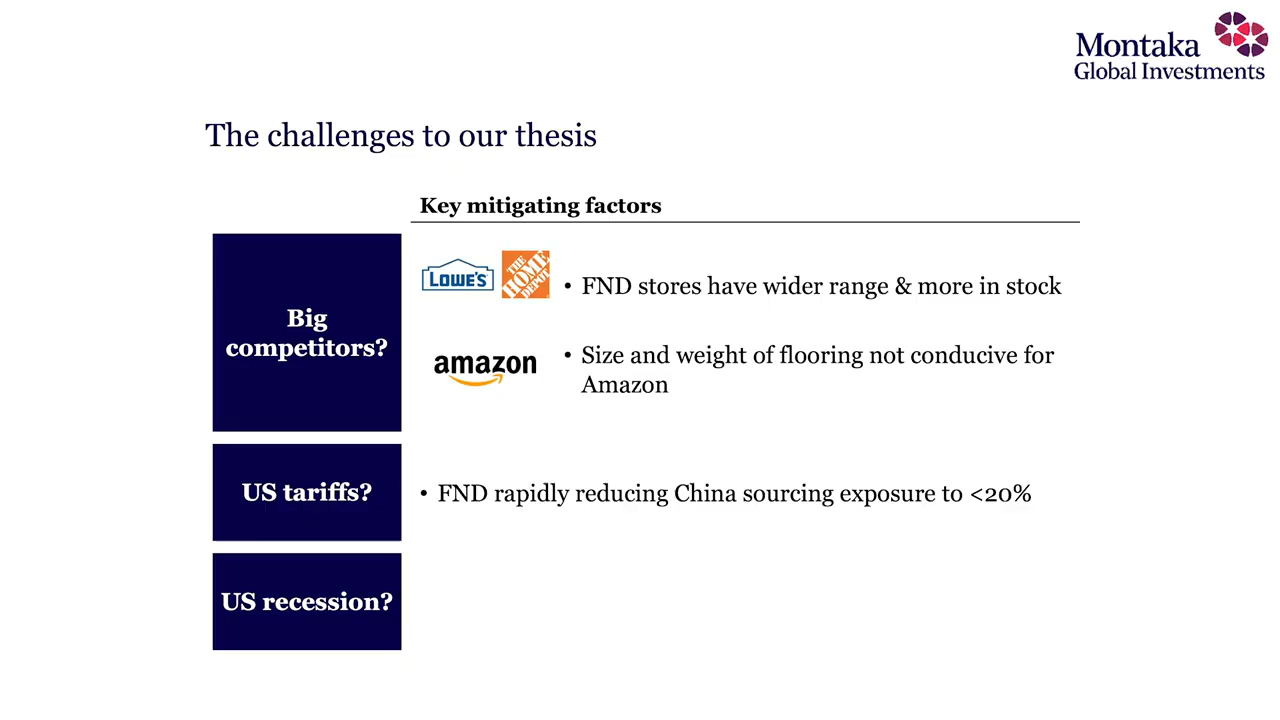 Montaka
Global Investments
The challenges to our thesis
Key mitigating factors
Big
competitors?
LOWE'S
THE
HOME
DEPOT
• FND stores have wider range & more in stock
amazon
• Size and weight of flooring not conducive for
Amazon
US tariffs?
• FND rapidly reducing China sourcing exposure to <20%
US recession?